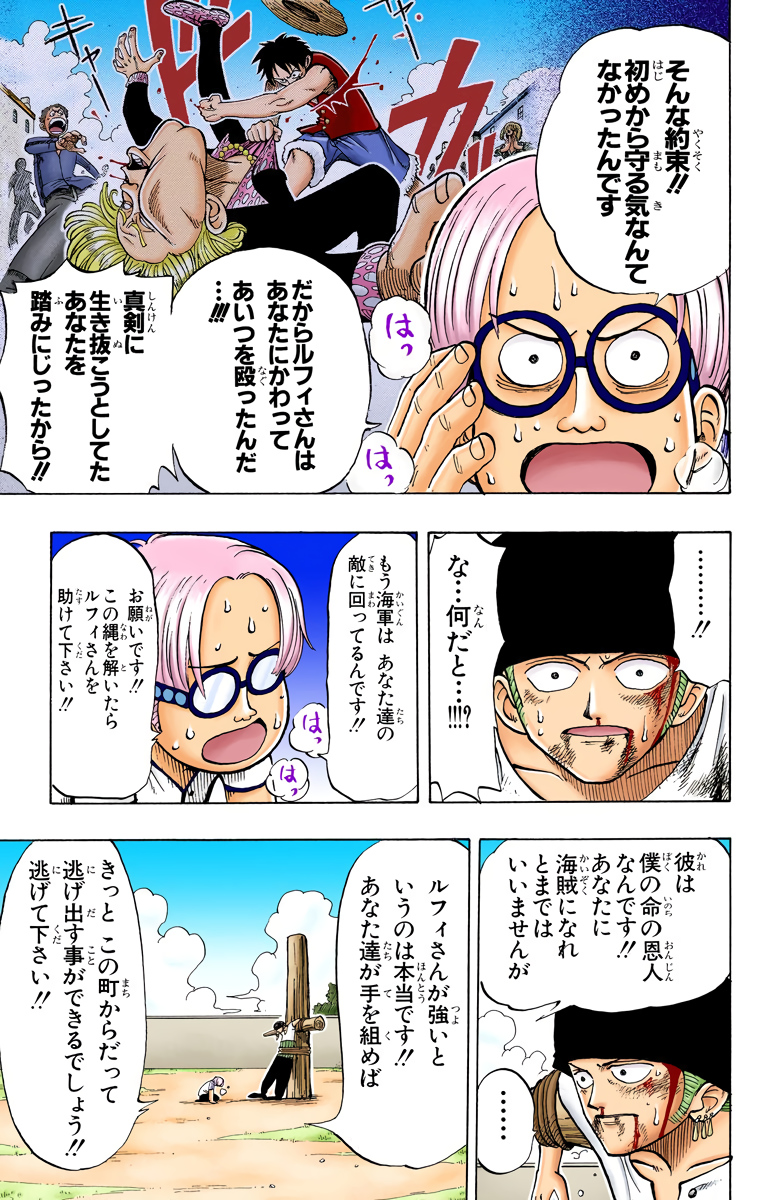 そんな約束!!
初めから守る気なんて
なかったんです
だからルフィさんは
あなたにかわって
あいつを殴ったんだ
…!!!
真剣に
生き抜こうとしてた
あなたを
踏みにじったから!!
はっ
はっ
キャー
キャー
ドガ
………!!
な…何だと…!!!?
もう海軍は あなた達の
敵に回ってるんです!!
お願いです!!
この縄を解いたら
ルフィさんを
助けて下さい!!
はっ
はっ
彼は
僕の命の恩人
なんです!!
あなたに
海賊になれ
とまでは
いいませんが
……
ルフィさんが強いと
いうのは本当です!!
あなた達が手を組めば
きっと この町からだって
逃げ出す事ができるでしょう!!
逃げて下さい!!